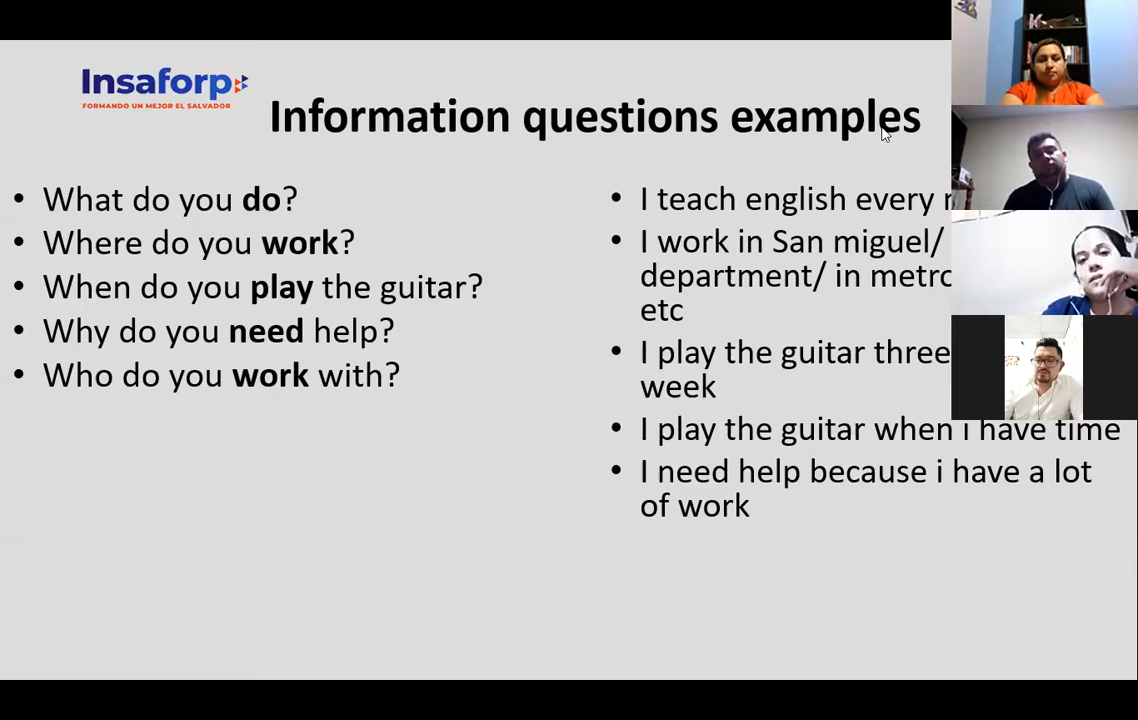 Insaforp
FORMANDO UN MEJOR EL SALVADOR
Information questions examples
• What do you do?
• Where do you work?
• When do you play the guitar?
• Why do you need help?
• Who do you work with?
• I teach english every
• I work in San miguel/
department/ in metro
etc
• I play the guitar three
week
• I play the guitar when i have time
• I need help because i have a lot
of work